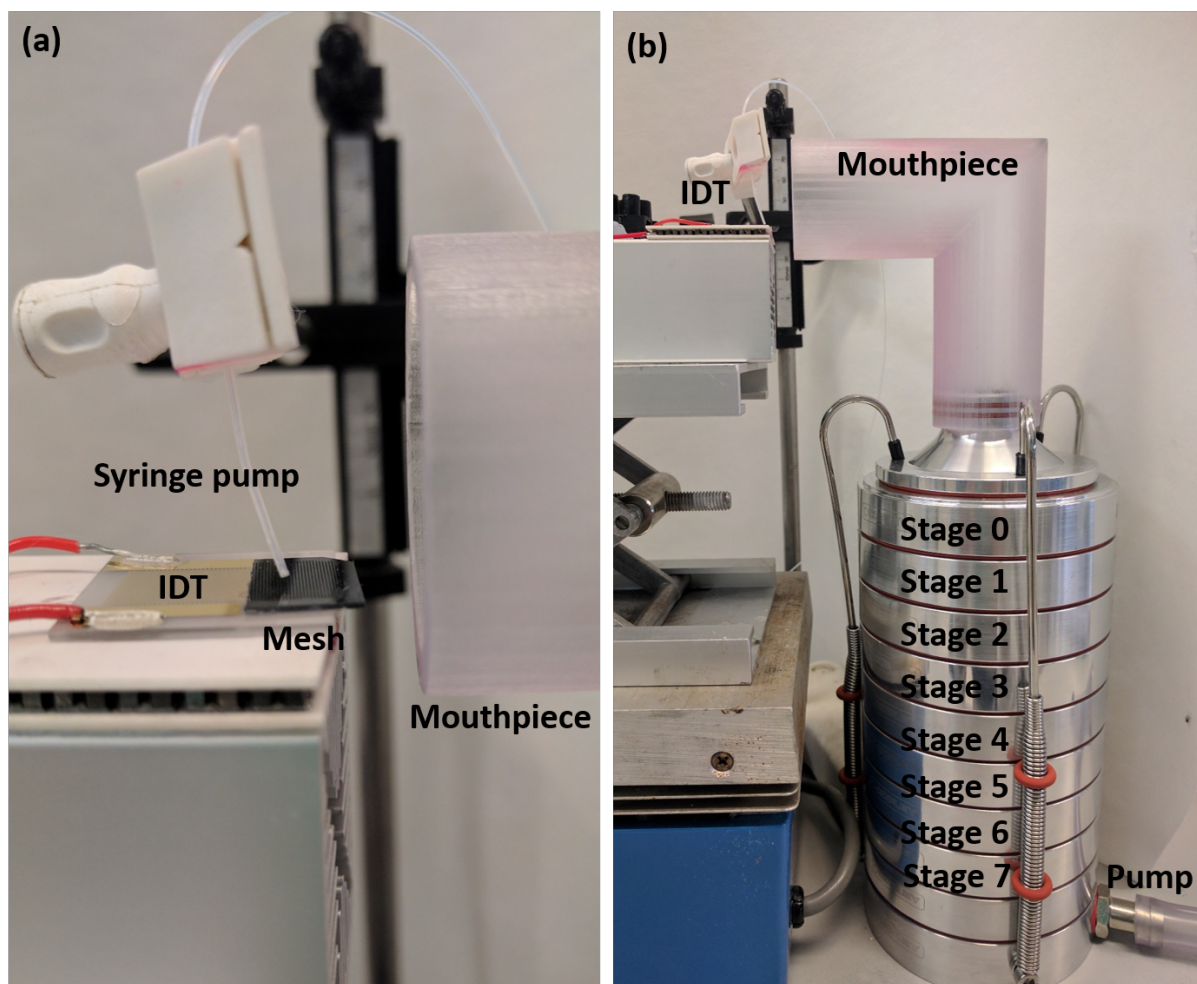 (a)
Syringe pump
IDT
Mesh
Mouthpiece
(b)
Mouthpiece
IDT
Stage 0
Stage 1
Stage 2
Stage 3
Stage 4
Stage 5
Stage 6
Stage 7
Pump